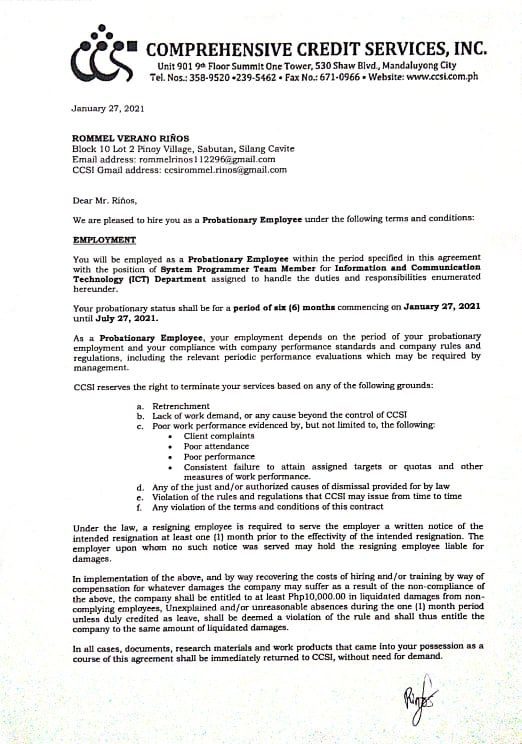 CCS
COMPREHENSIVE CREDIT SERVICES, INC.
Unit 901 9th Floor Summit One Tower, 530 Shaw Blvd., Mandaluyong City
Tel. Nos.: 358-9520 •239-5462 • Fax No.: 671-0966 • Website: www.ccsi.com.ph
January 27, 2021
ROMMEL VERANO RIÑOS
Block 10 Lot 2 Pinoy Village, Sabutan, Silang Cavite
Email address: rommelrinos112296@gmail.com
CCSI Gmail address: ccsirommel.rinos@gmail.com
Dear Mr. Riños,
We are pleased to hire you as a Probationary Employee under the following terms and conditions:
EMPLOYMENT
You will be employed as a Probationary Employee within the period specified in this agreement
with the position of System Programmer Team Member for Information and Communication
Technology (ICT) Department assigned to handle the duties and responsibilities enumerated
hereunder.
Your probationary status shall be for a period of six (6) months commencing on January 27, 2021
until July 27, 2021.
As a Probationary Employee, your employment depends on the period of your probationary
employment and your compliance with company performance standards and company rules and
regulations, including the relevant periodic performance evaluations which may be required by
management.
CCSI reserves the right to terminate your services based on any of the following grounds:
a. Retrenchment
b. Lack of work demand, or any cause beyond the control of CCSI
c. Poor work performance evidenced by, but not limited to, the following:
• Client complaints
• Poor attendance
• Poor performance
• Consistent failure to attain assigned targets or quotas and other
measures of work performance.
d. Any of the just and/or authorized causes of dismissal provided for by law
e. Violation of the rules and regulations that CCSI may issue from time to time
f. Any violation of the terms and conditions of this contract
Under the law, a resigning employee is required to serve the employer a written notice of the
intended resignation at least one (1) month prior to the effectivity of the intended resignation. The
employer upon whom no such notice was served may hold the resigning employee liable for
damages.
In implementation of the above, and by way recovering the costs of hiring and/or training by way of
compensation for whatever damages the company may suffer as a result of the non-compliance of
the above, the company shall be entitled to at least Php10,000.00 in liquidated damages from non-
complying employees, Unexplained and/or unreasonable absences during the one (1) month period
unless duly credited as leave, shall be deemed a violation of the rule and shall thus entitle the
company to the same amount of liquidated damages.
In all cases, documents, research materials and work products that came into your possession as a
course of this agreement shall be immediately returned to CCSI, without need for demand.